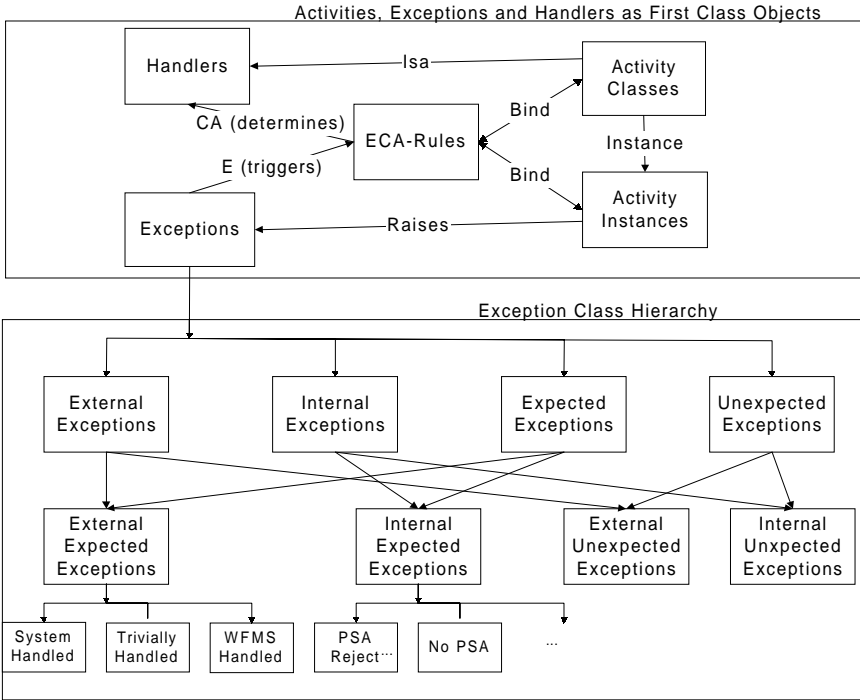 Activities, Exceptions and Handlers as First Class Objects
Handlers
Isa
Activity
Classes
CA (determines)
ECA-Rules
Bind
Instance
E (triggers)
Bind
Activity
Instances
Exceptions
Raises
Exception Class Hierarchy
External
Exceptions
Internal
Exceptions
Expected
Exceptions
Unexpected
Exceptions
External
Expected
Exceptions
Internal
Expected
Exceptions
External
Unexpected
Exceptions
Internal
Unxpected
Exceptions
System
Handled
Trivially
Handled
WFMS
Handled
PSA
Reject...
No PSA
...